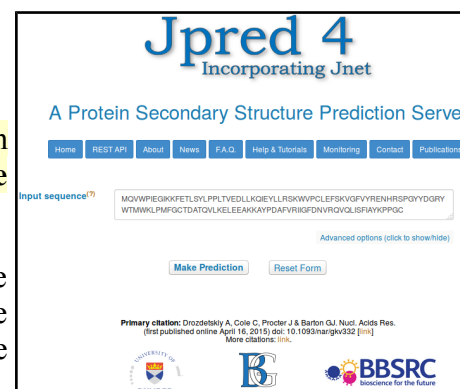 Jpred 4
Incorporating Jnet
A Protein Secondary Structure Prediction Serve
Home REST API About News F.A.Q. Help & Tutorials Monitoring Contact Publications
Input sequence(?)
MQVWPIEGIKKFETLSYLPPLTVEDLLKQIEYLLRSKWVPCLEFSKVGFVYRENHRSPGYYDGRY
WTMWKLPMFGCTDATQVLKELEEAKKAYPDAFVRIIGFDNVRQVQLISFIAYKPPGC
Advanced options (click to show/hide)
Make Prediction Reset Form
Primary citation: Drozdetskiy A, Cole C, Procter J & Barton GJ. Nucl. Acids Res.
(first published online April 16, 2015) doi: 10.1093/nar/gkv332 [link]
More citations: link.
UNIVERSITY OF
BBSRC
bioscience for the future